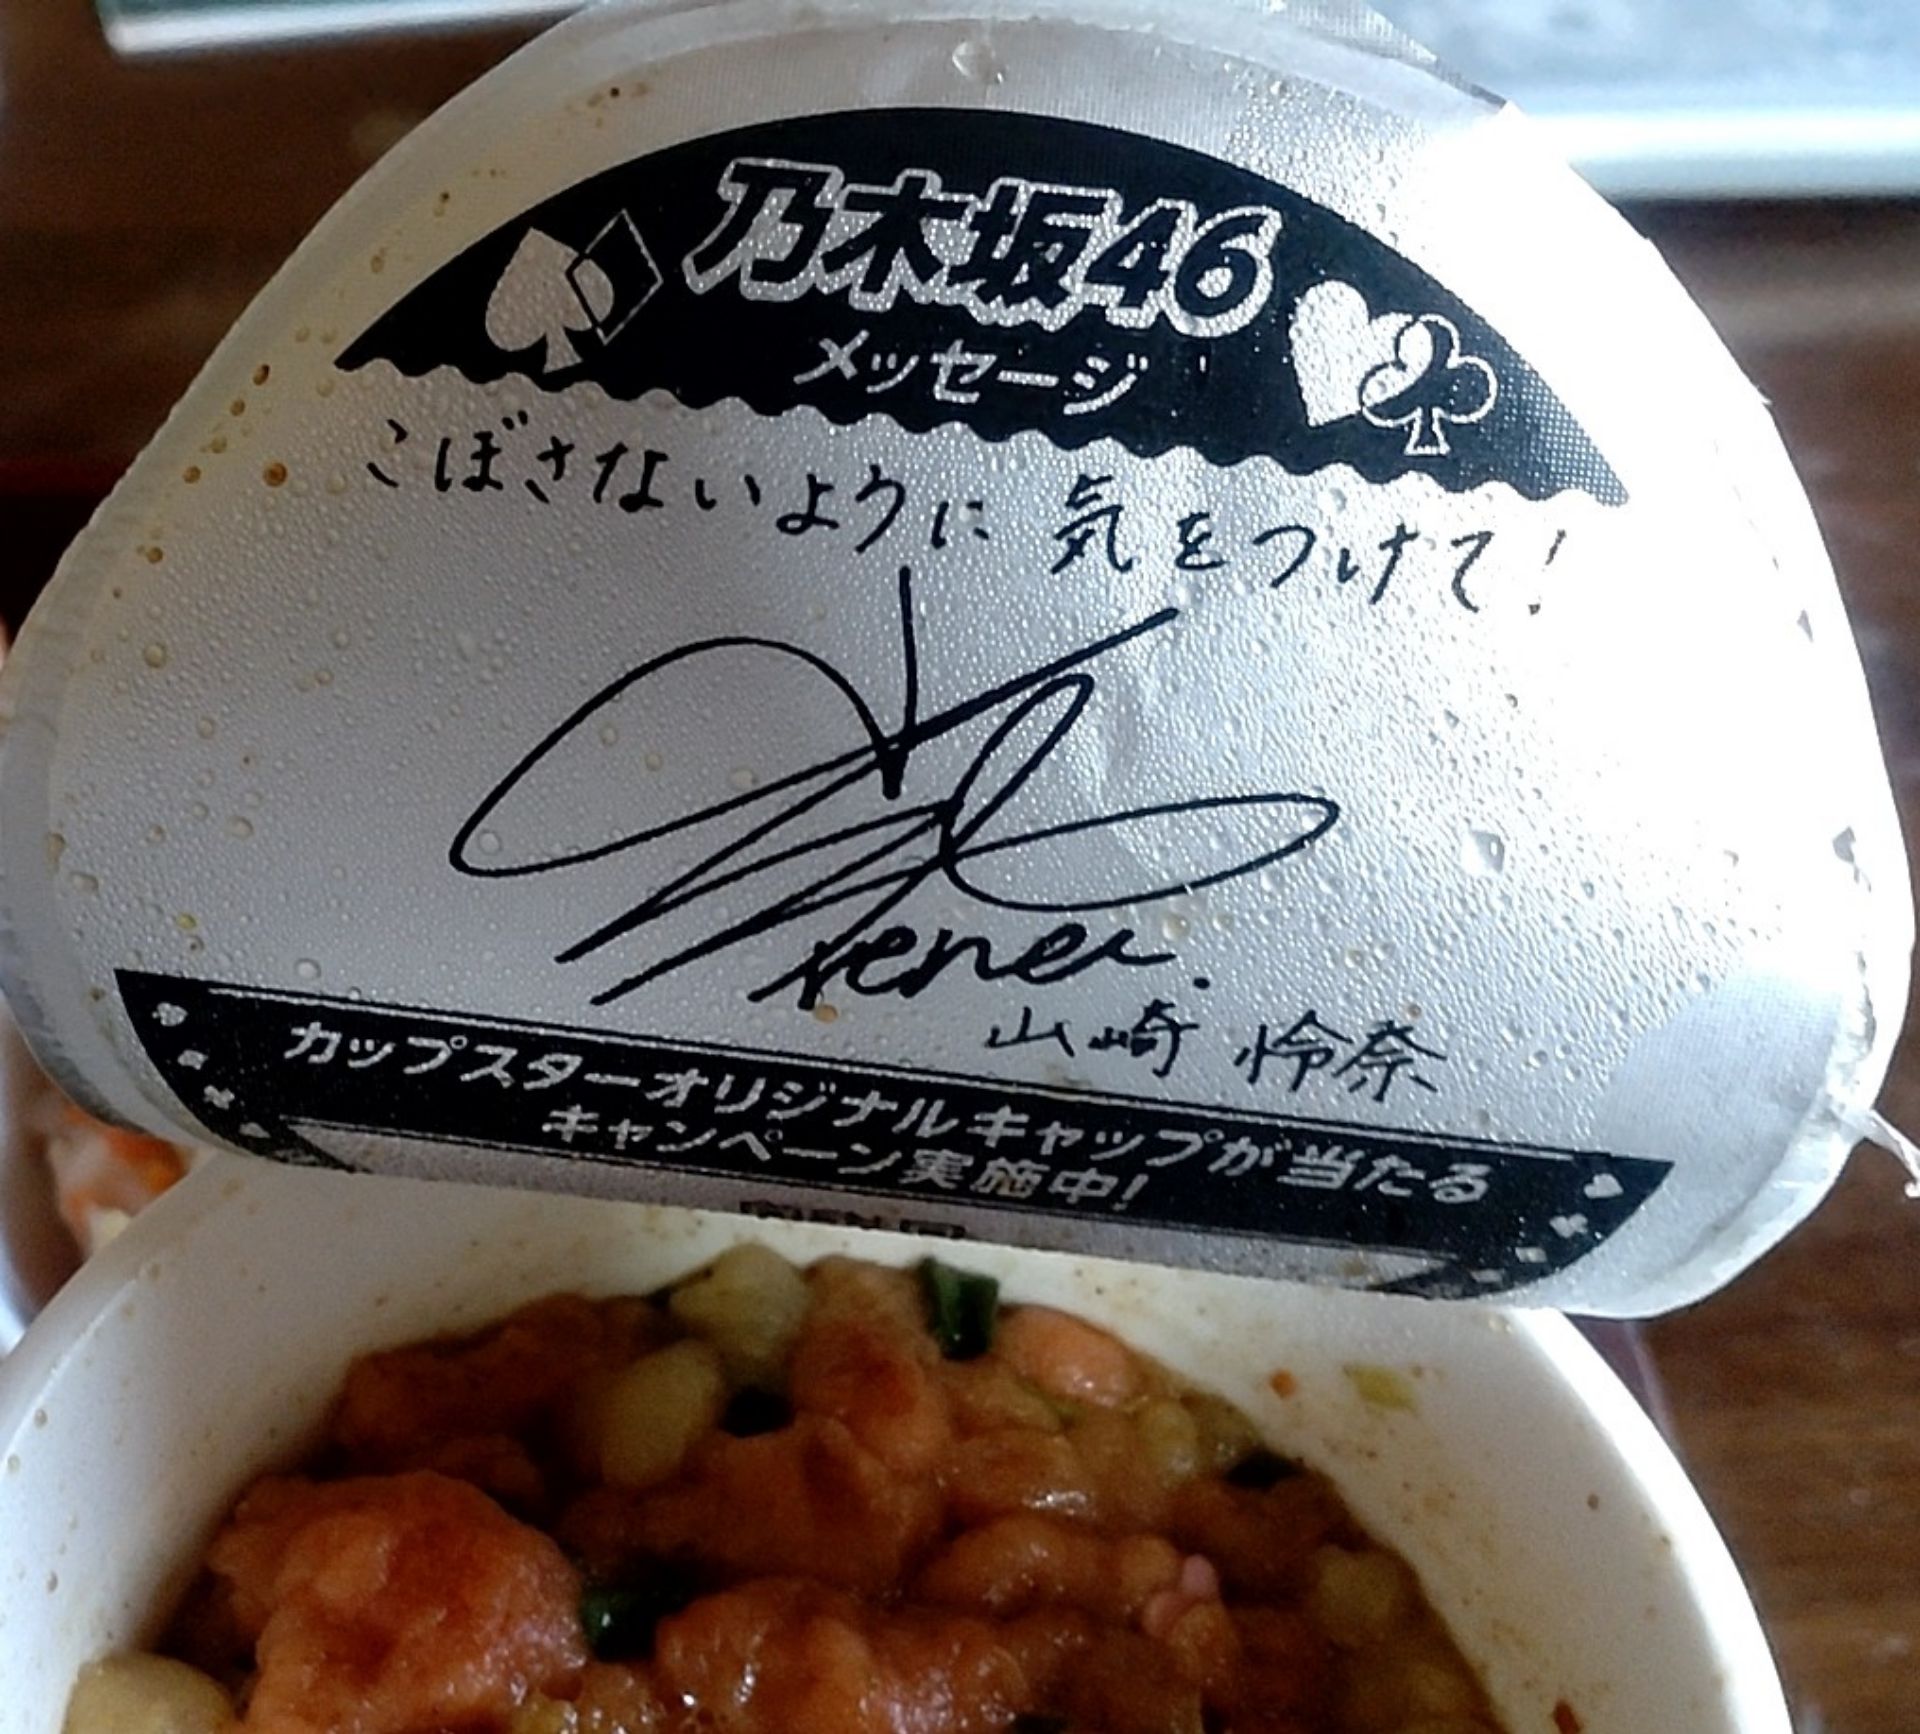 乃木坂46
メッセージ
こぼさないように 気をつけて!
renei.
山崎 怜奈
カップスターオリジナルキャップが当たる
キャンペーン実施中!